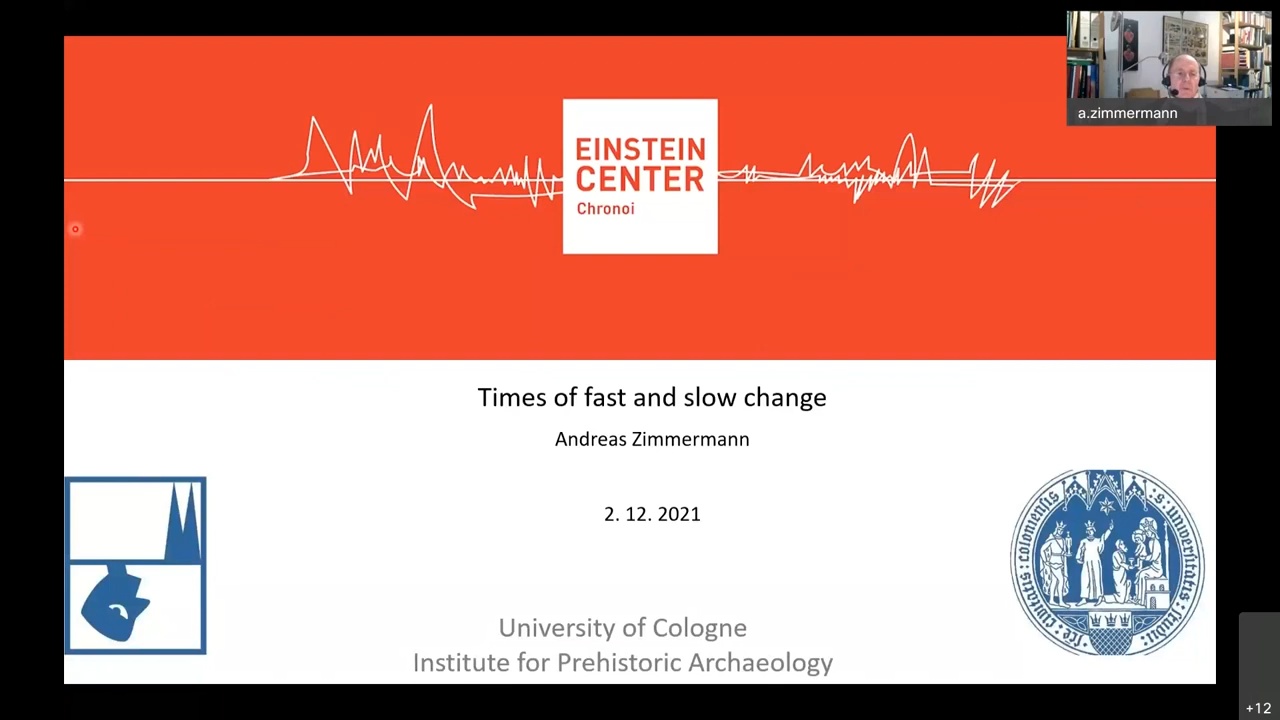 EINSTEIN
CENTER
Chronoi
a.zimmermann
Times of fast and slow change
Andreas Zimmermann
2. 12. 2021
University of Cologne
Institute for Prehistoric Archaeology
+12